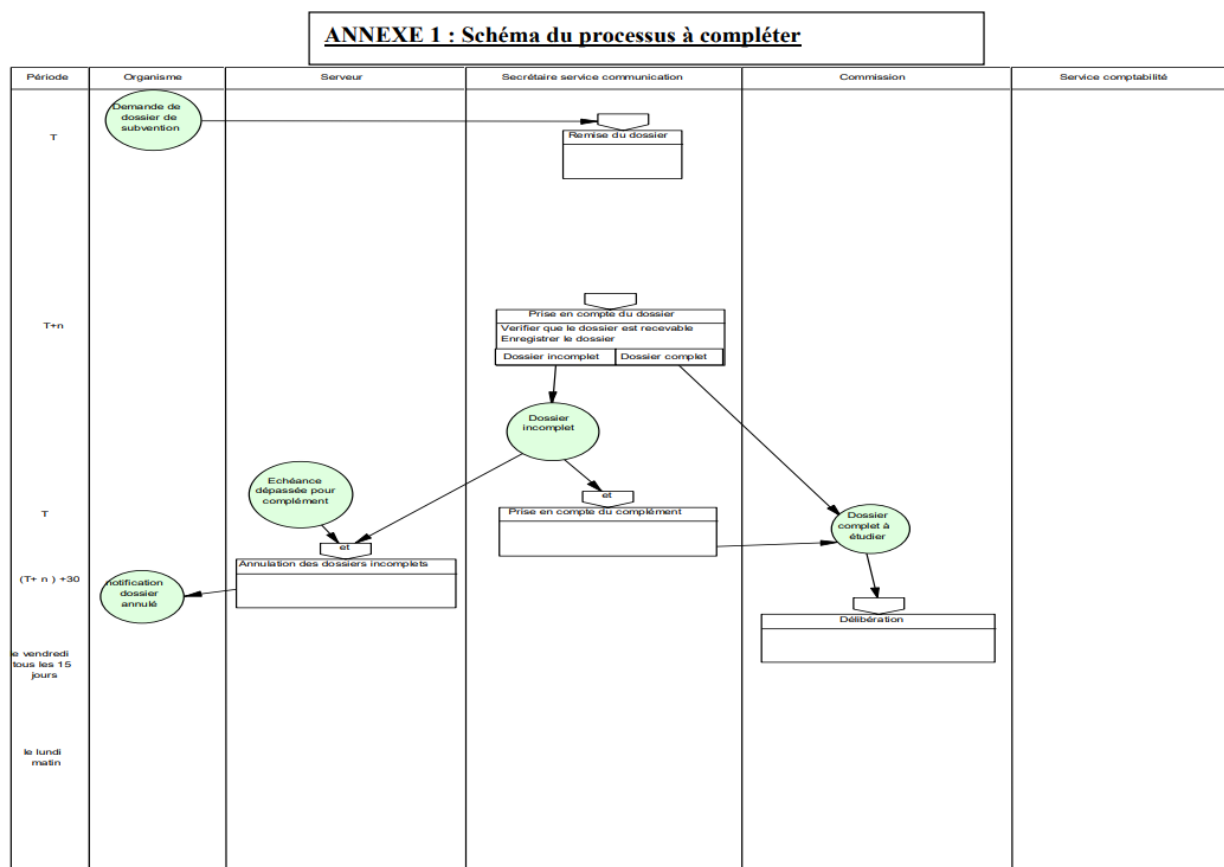 ANNEXE 1 : Schéma du processus à compléter
Période
Organisme
Serveur
Secrétaire service communication
Commission
Service comptabilité
Demande de
dossier de
subvention
T
Remise du dossier
T+n
Prise en compte du dossier
Verifier que le dossier est recevable
Enregistrer le dossier
Dossier incomplet
Dossier complet
Dossier
incomplet
Echéance
dépassée pour
complément
et
T
Prise en compte du complément
Dossier
complet à
étudier
et
Annulation des dossiers incomplets
(T+ n ) +30
notification
dossier
annulé
Délibération
e vendredi
tous les 15
jours
le lundi
matin